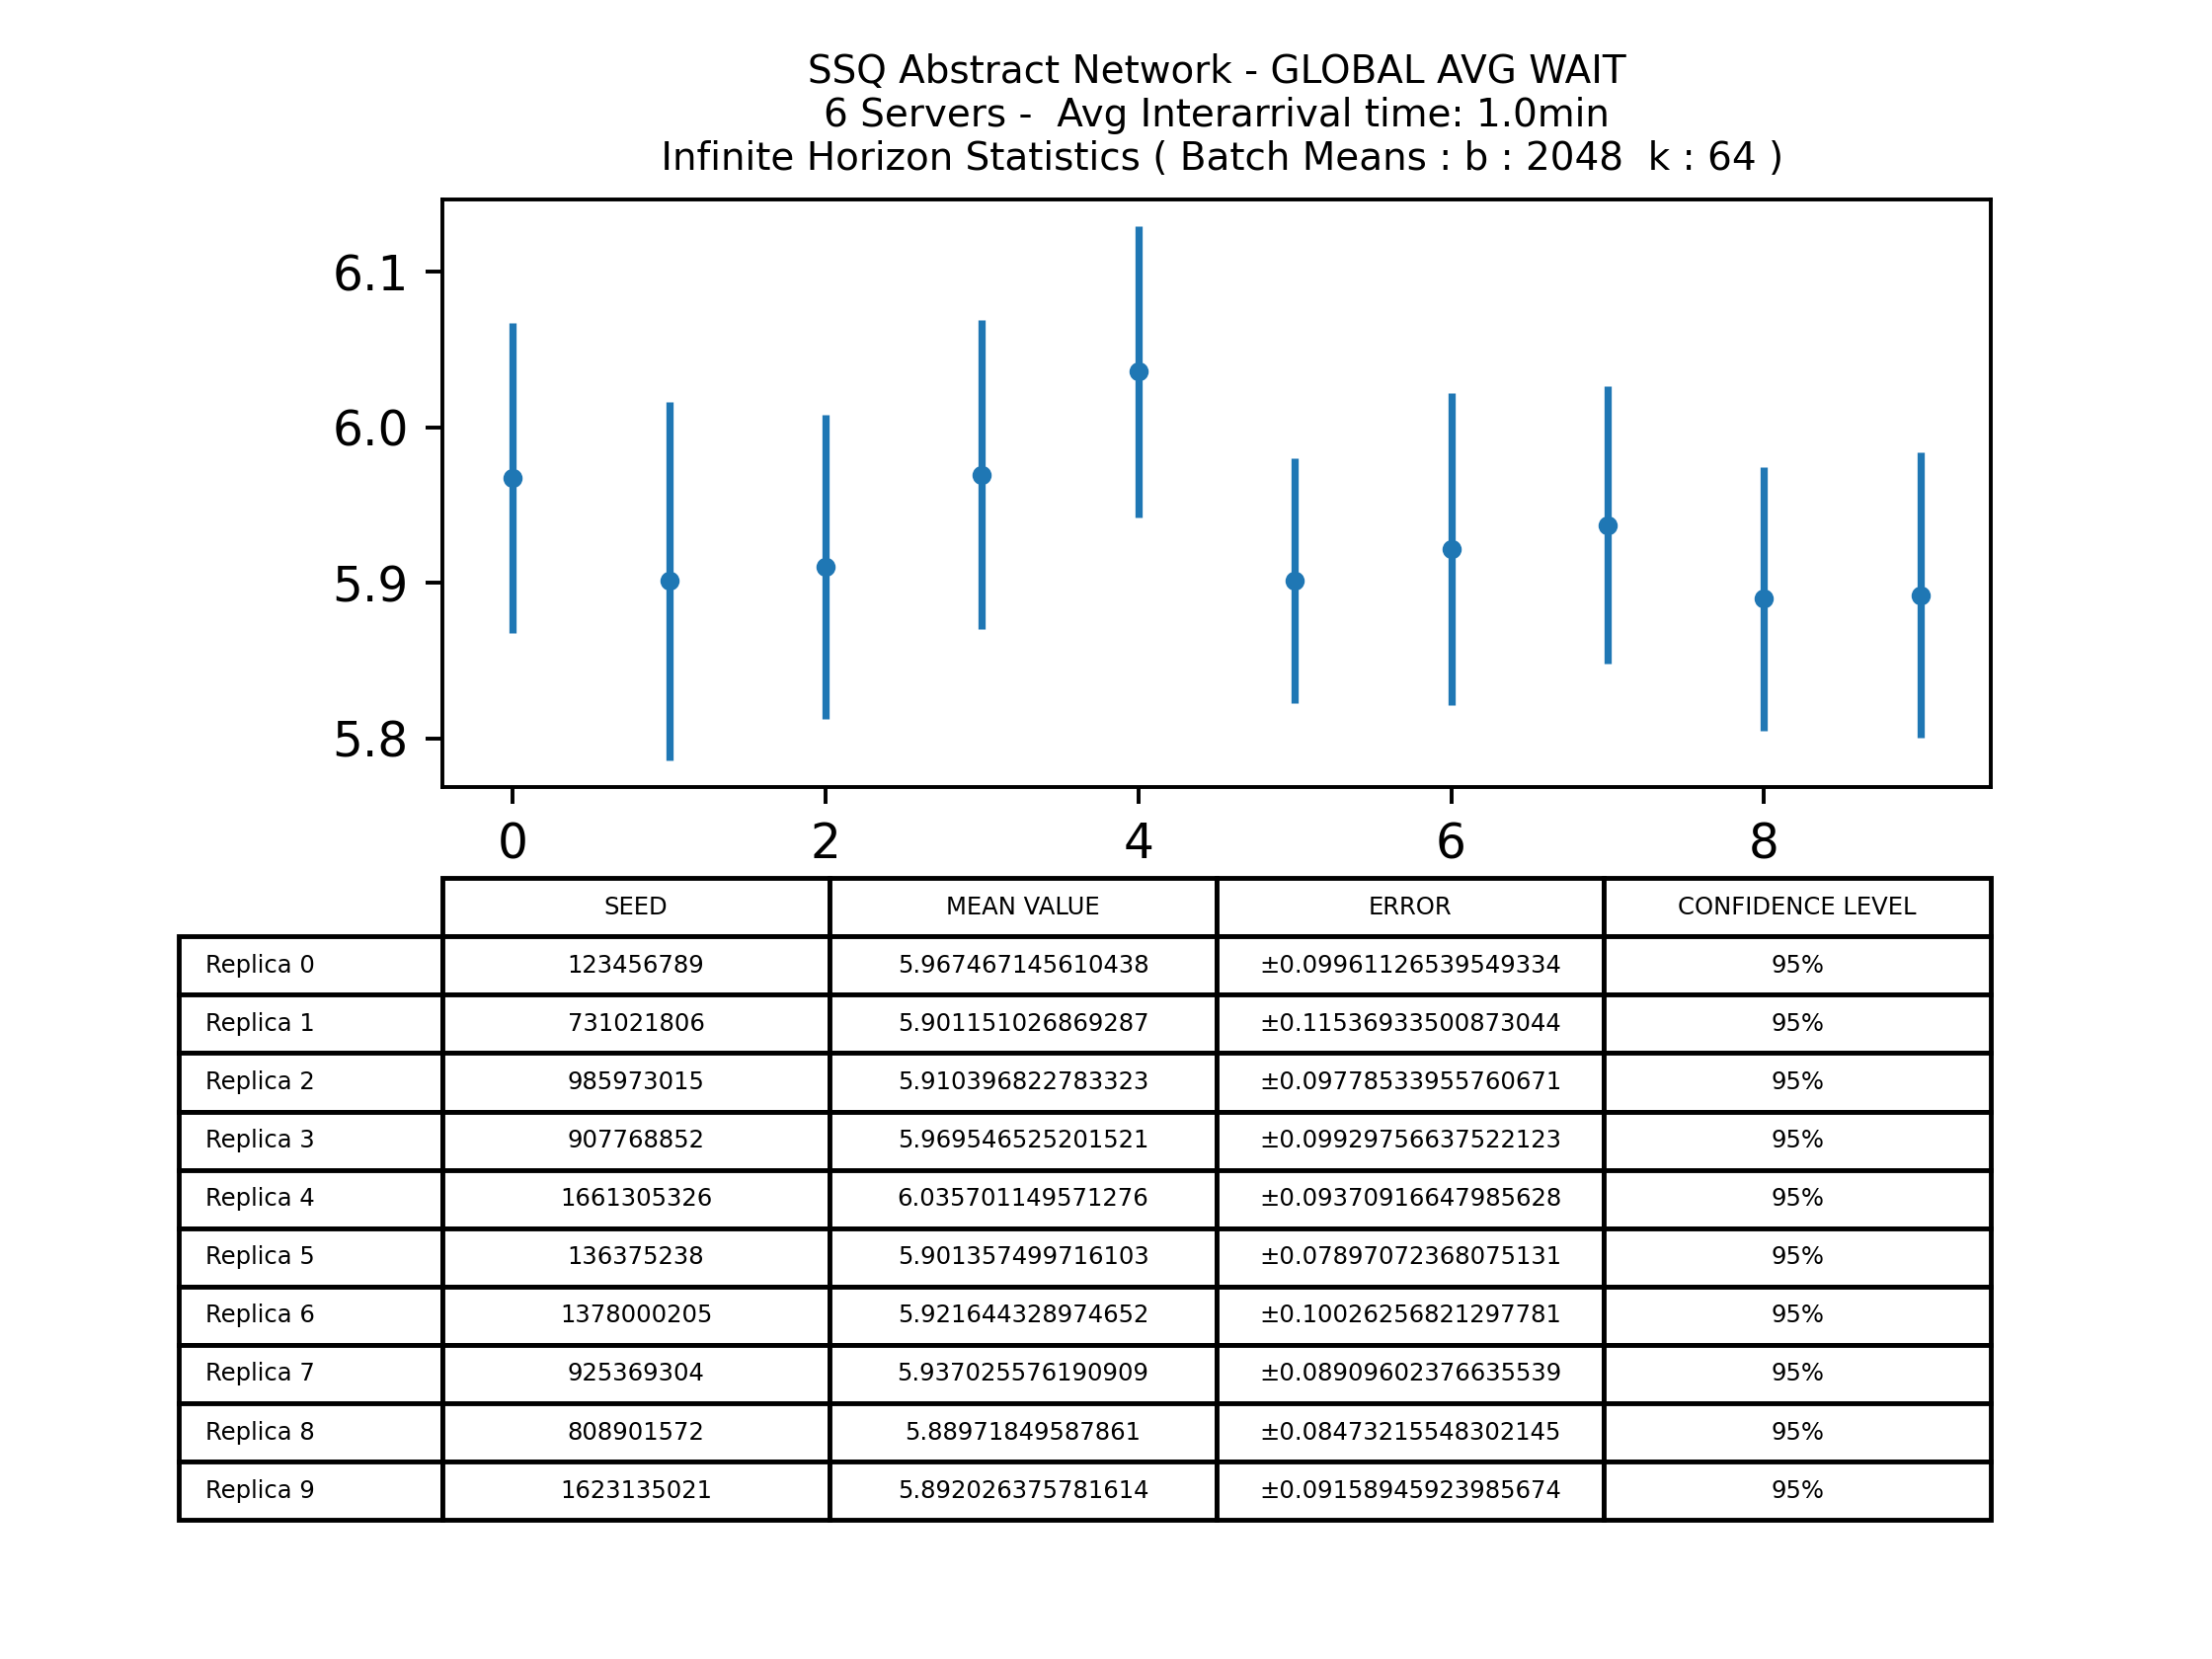 SSQ Abstract Network - GLOBAL AVG WAIT
6 Servers -  Avg Interarrival time: 1.0min
Infinite Horizon Statistics ( Batch Means : b : 2048  k : 64 )
6.1
6.0
5.9
5.8
0 2 4 6 8
SEED MEAN VALUE ERROR CONFIDENCE LEVEL
Replica 0 123456789 5.967467145610438 ±0.09961126539549334 95%
Replica 1 731021806 5.901151026869287 ±0.11536933500873044 95%
Replica 2 985973015 5.910396822783323 ±0.09778533955760671 95%
Replica 3 907768852 5.969546525201521 ±0.09929756637522123 95%
Replica 4 1661305326 6.035701149571276 ±0.09370916647985628 95%
Replica 5 136375238 5.901357499716103 ±0.07897072368075131 95%
Replica 6 1378000205 5.921644328974652 ±0.10026256821297781 95%
Replica 7 925369304 5.937025576190909 ±0.08909602376635539 95%
Replica 8 808901572 5.88971849587861 ±0.08473215548302145 95%
Replica 9 1623135021 5.892026375781614 ±0.09158945923985674 95%